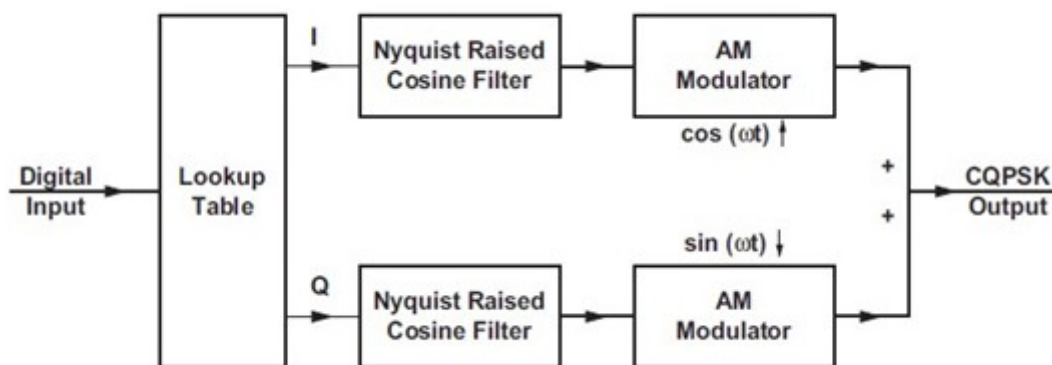 I
Nyquist Raised
Cosine Filter
AM
Modulator
cos (ωt)
Digital
Input
Lookup
Table
+
+
CQPSK
Output
sin (ωt)
Q
Nyquist Raised
Cosine Filter
AM
Modulator